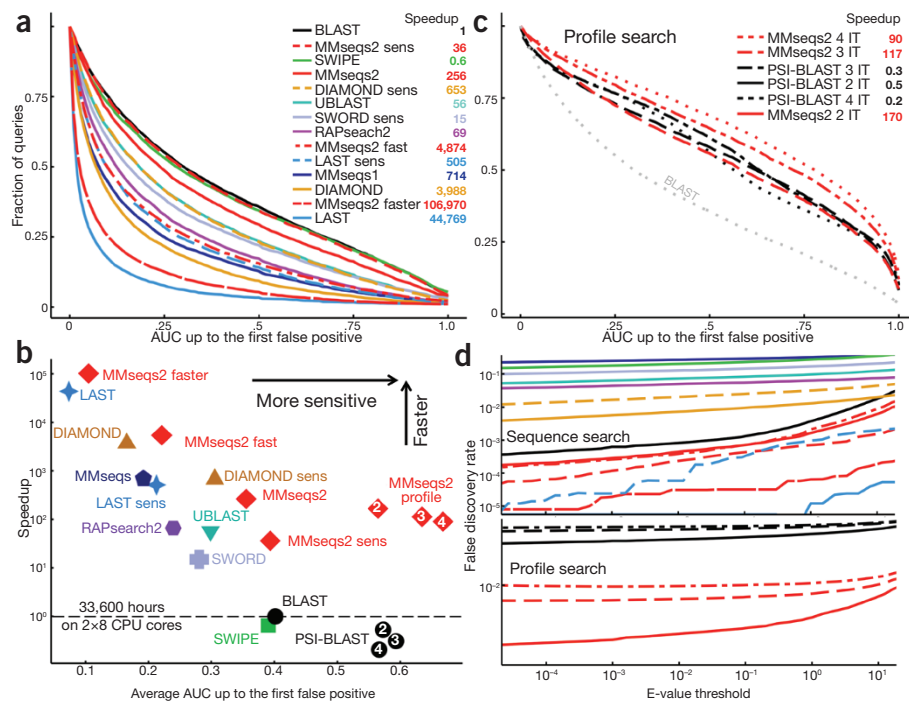 a
Speedup
BLAST 1
MMseqs2 sens 36
SWIPE 0.6
MMseqs2 256
DIAMOND sens 653
UBLAST 56
SWORD sens 15
RAPseach2 69
MMseqs2 fast 4,874
LAST sens 505
MMseqs1 714
DIAMOND 3,988
MMseqs2 faster 106,970
LAST 44,769
Fraction of queries
0.75
0.5
0.25
0
0 .25 .5 .75 1.0
AUC up to the first false positive
c
Profile search
Speedup
MMseqs2 4 IT 90
MMseqs2 3 IT 117
PSI-BLAST 3 IT 0.3
PSI-BLAST 2 IT 0.5
PSI-BLAST 4 IT 0.2
MMseqs2 2 IT 170
BLAST
0.75
0.5
0.25
0
0 .25 .5 .75 1.0
AUC up to the first false positive
b
Speedup
10⁵
10⁴
10³
10²
10¹
10⁰
MMseqs2 faster
LAST
More sensitive
Faster
DIAMOND
MMseqs2 fast
MMseqs
LAST sens
DIAMOND sens
MMseqs2
MMseqs2
profile
2 3 4
RAPsearch2
UBLAST
MMseqs2 sens
SWORD
33,600 hours
on 2×8 CPU cores
BLAST
SWIPE
PSI-BLAST
2
3
4
0.1 0.2 0.3 0.4 0.5 0.6
Average AUC up to the first false positive
d
False discovery rate
10⁻¹
10⁻²
10⁻³
10⁻⁴
10⁻⁵
Sequence search
Profile search
10⁻²
10⁻⁴ 10⁻³ 10⁻² 10⁻¹ 10⁰ 10¹
E-value threshold